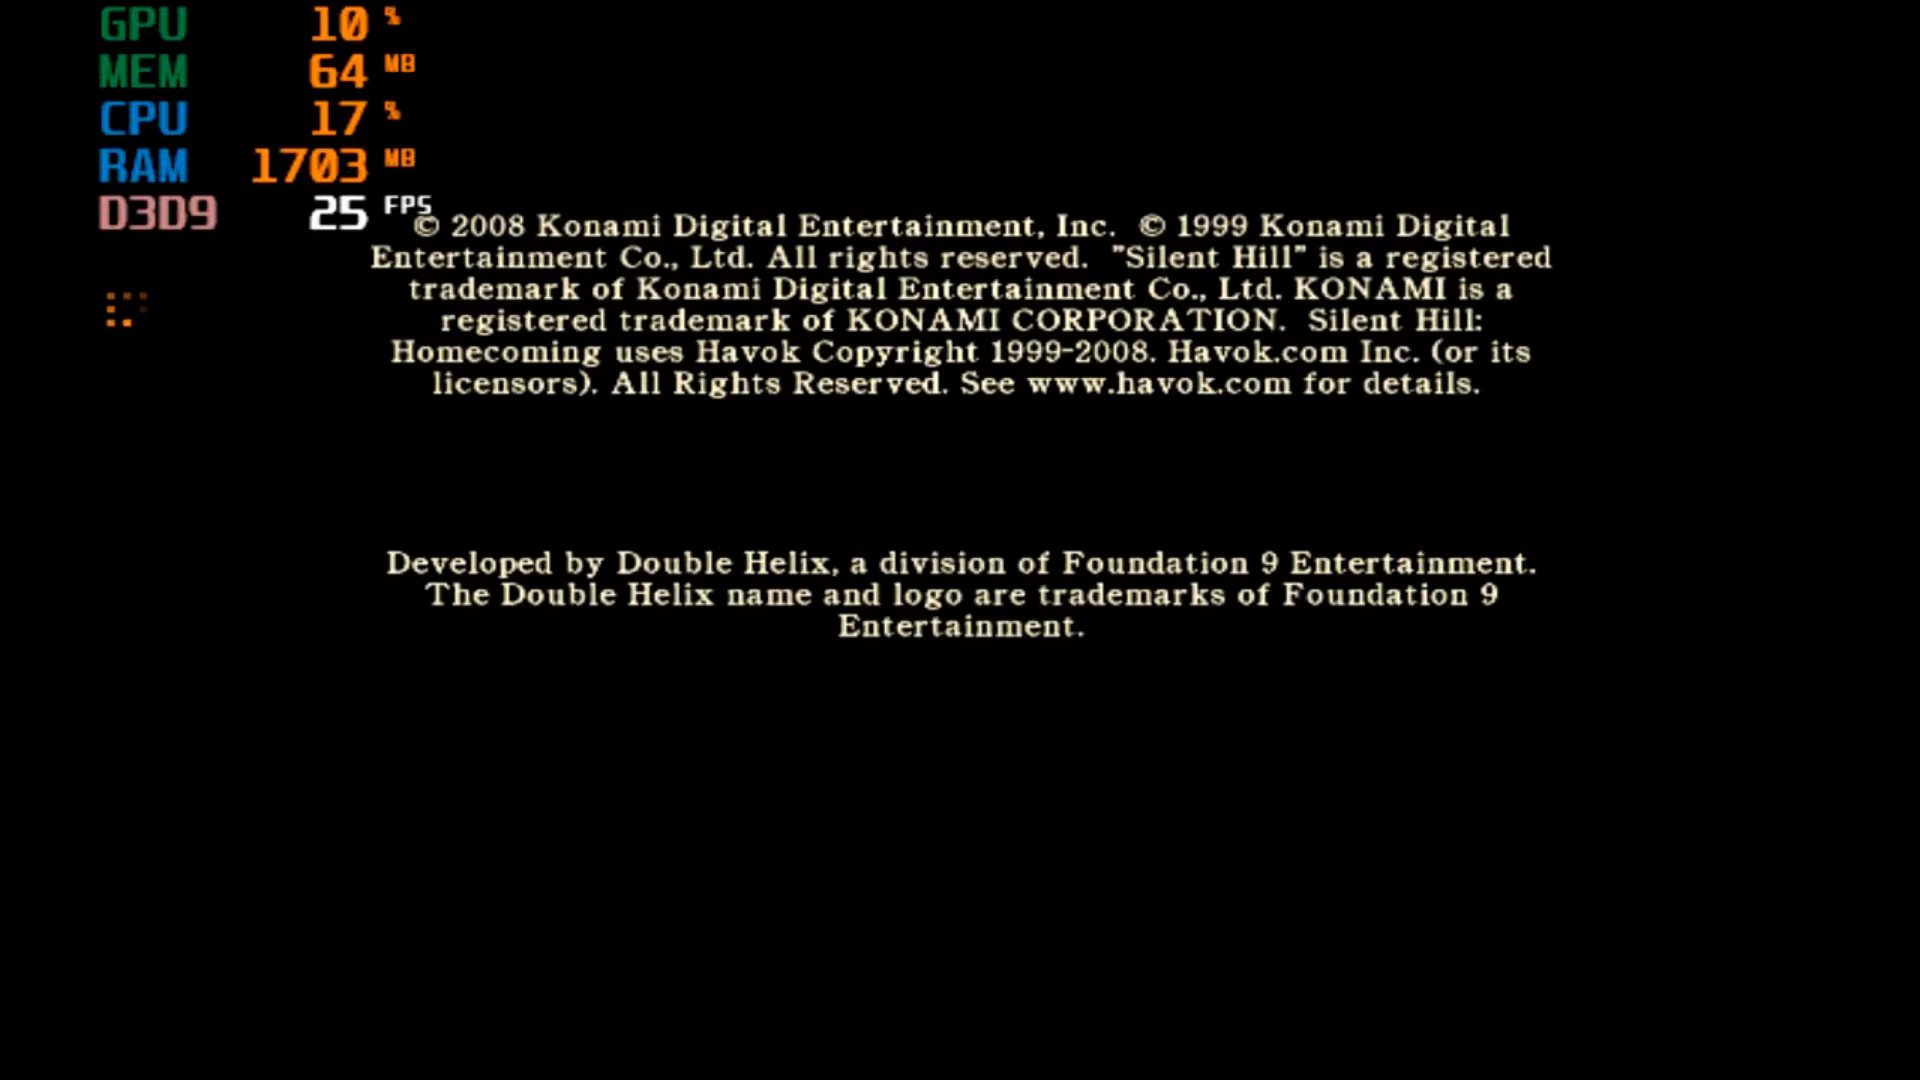 GPU 10 %
MEM 64 MB
CPU 17 %
RAM 1703 MB
D3D9 25 FPS
© 2008 Konami Digital Entertainment, Inc.  © 1999 Konami Digital
Entertainment Co., Ltd. All rights reserved.  "Silent Hill" is a registered
trademark of Konami Digital Entertainment Co., Ltd. KONAMI is a
registered trademark of KONAMI CORPORATION.  Silent Hill:
Homecoming uses Havok Copyright 1999-2008. Havok.com Inc. (or its
licensors). All Rights Reserved. See www.havok.com for details.
Developed by Double Helix, a division of Foundation 9 Entertainment.
The Double Helix name and logo are trademarks of Foundation 9
Entertainment.